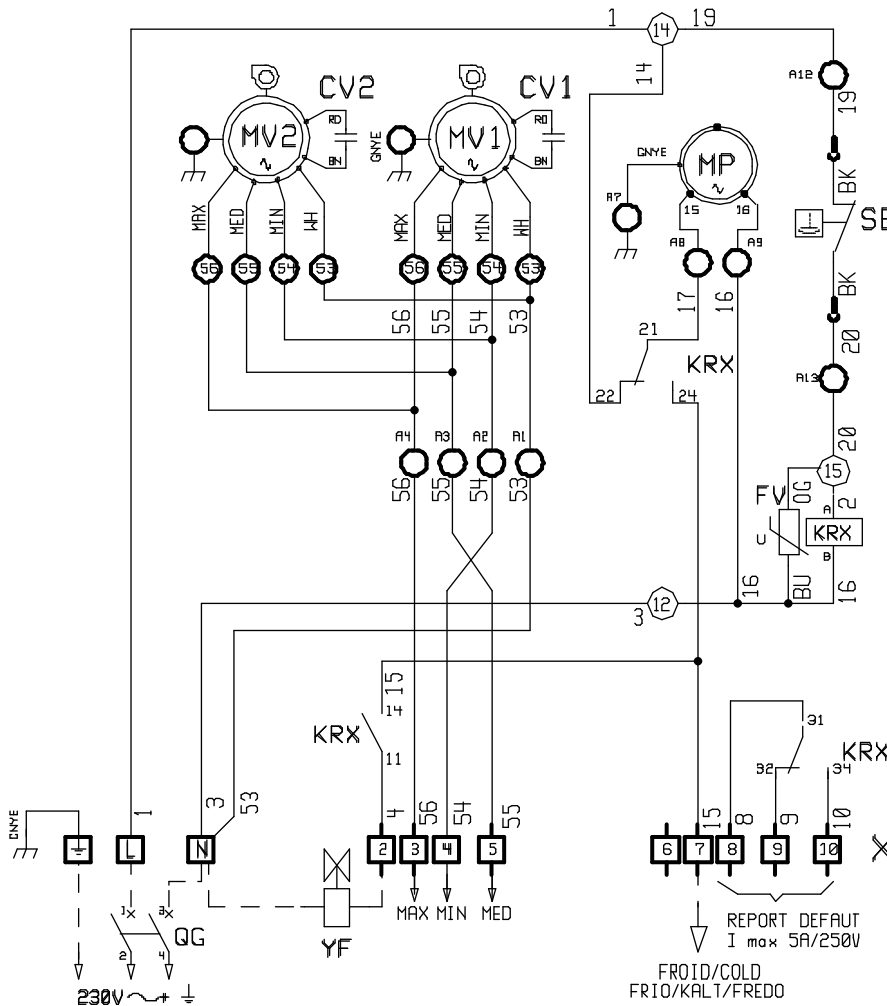 1
14
19
14
CV2
CV1
A12
19
RD
BN
GNYE
RD
BN
MV2
MV1
GNYE
MP
A7
15
16
BK
MAX
MED
MIN
WH
MAX
MED
MIN
WH
A8
A9
56
55
54
53
56
55
54
53
17
16
BK
56
55
54
53
21
20
KRX
A13
22
24
A4
A3
A2
A1
20
56
55
54
53
15
FV
OG
2
A
U
KRX
B
16
BU
16
3
12
15
14
KRX
11
31
KRX
32
34
GNYE
1
3
53
4
56
54
55
15
8
9
10
L
N
2
3
4
5
6
7
8
9
10
X
1
3
QG
2
4
YF
MAX
MIN
MED
REPORT DEFAUT
I max 5A/250V
230V
FROID/COLD
FRIO/KALT/FREDO